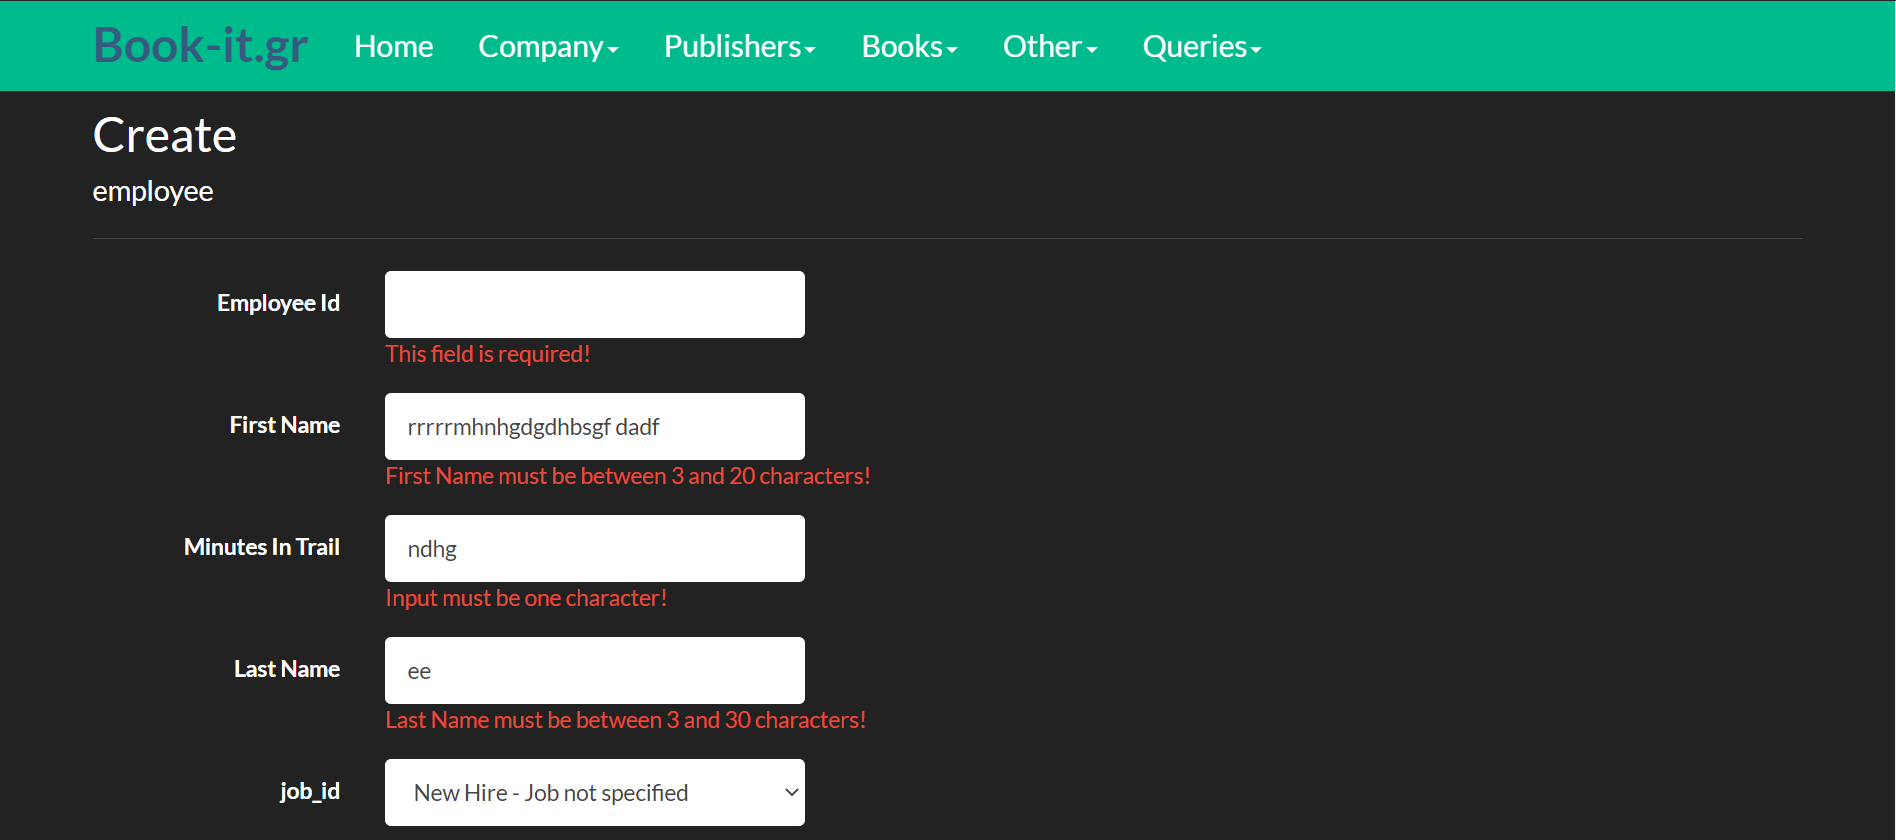 Book-it.gr Home Company Publishers Books Other Queries
Create
employee
Employee Id
This field is required!
First Name rrrrrmhnhgdgdhbsgf dadf
First Name must be between 3 and 20 characters!
Minutes In Trail ndhg
Input must be one character!
Last Name ee
Last Name must be between 3 and 30 characters!
job_id New Hire - Job not specified